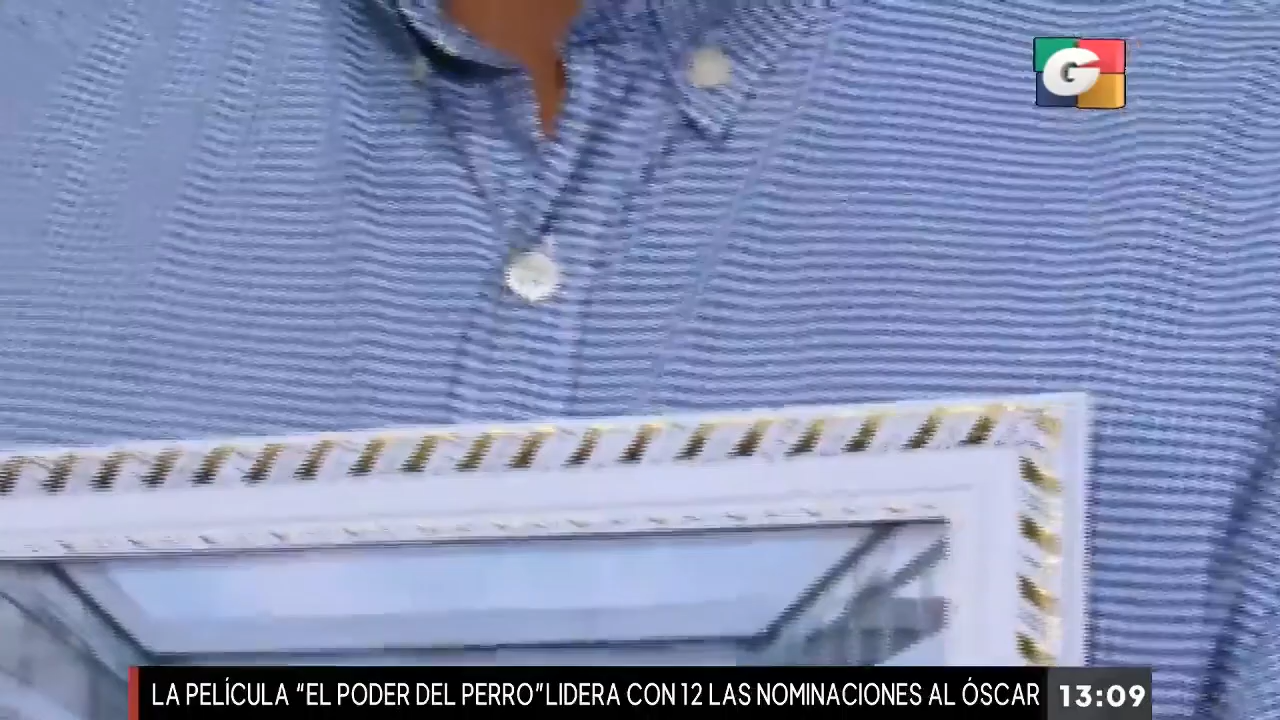 G
LA PELÍCULA “EL PODER DEL PERRO”LIDERA CON 12 LAS NOMINACIONES AL ÓSCAR
13:09